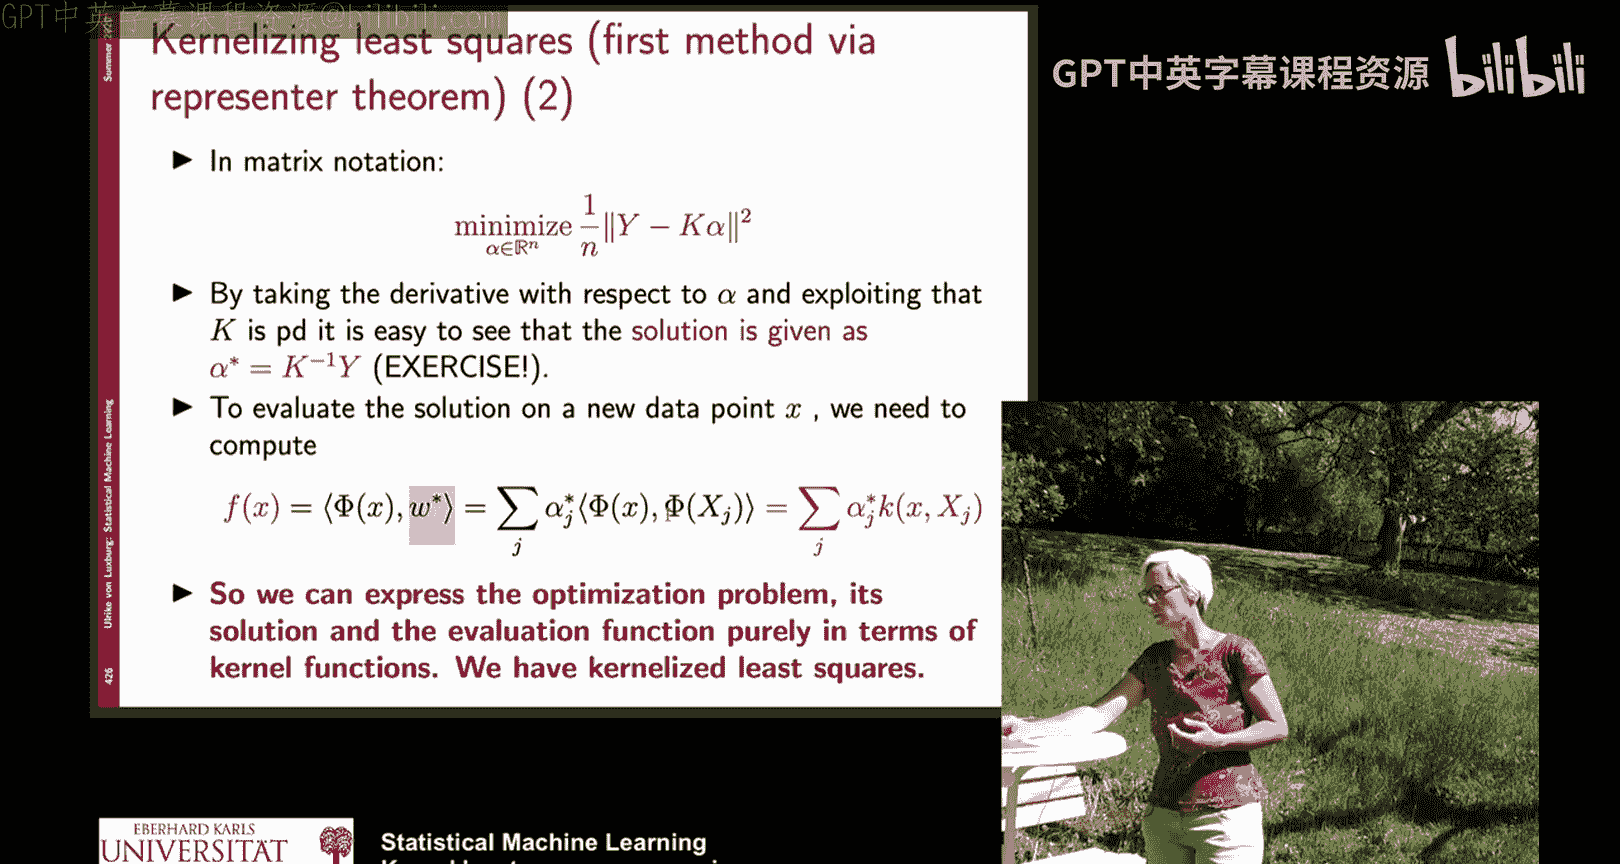 GPT中英字幕课程资源@bilibili.com
GPT中英字幕课程资源 bilibili
Kernelizing least squares (first method via
representer theorem) (2)
▶ In matrix notation:
minimize 1/n ‖Y − Kα‖²
α∈ℝⁿ
▶ By taking the derivative with respect to α and exploiting that
K is pd it is easy to see that the solution is given as
α* = K⁻¹Y (EXERCISE!).
▶ To evaluate the solution on a new data point x , we need to
compute
f(x) = ⟨Φ(x), w*⟩ = ∑_j α*_j ⟨Φ(x), Φ(X_j)⟩ = ∑_j α*_j k(x, X_j)
▶ So we can express the optimization problem, its
solution and the evaluation function purely in terms of
kernel functions. We have kernelized least squares.
Ulrike von Luxburg: Statistical Machine Learning
426
Summer
EBERHARD KARLS
UNIVERSITÄT
Statistical Machine Learning